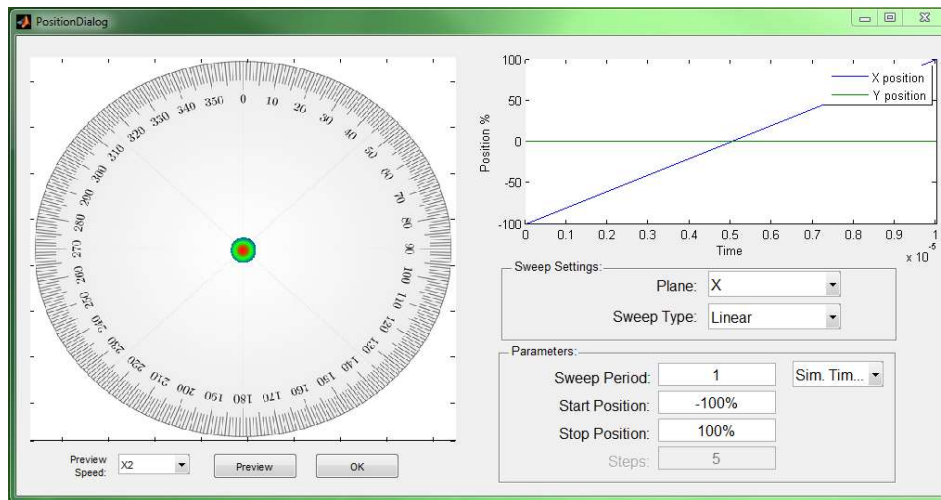 PositionDialog
0
10
20
30
40
50
60
70
80
90
100
110
120
130
140
150
160
170
180
190
200
210
220
230
240
250
260
270
280
290
300
310
320
330
340
350
Preview Speed:
X2
Preview
OK
100
50
0
-50
-100
Position %
X position
Y position
0 0.1 0.2 0.3 0.4 0.5 0.6 0.7 0.8 0.9 1
Time
x 10^-5
Sweep Settings:
Plane: X
Sweep Type: Linear
Parameters:
Sweep Period: 1 Sim. Tim...
Start Position: -100%
Stop Position: 100%
Steps: 5